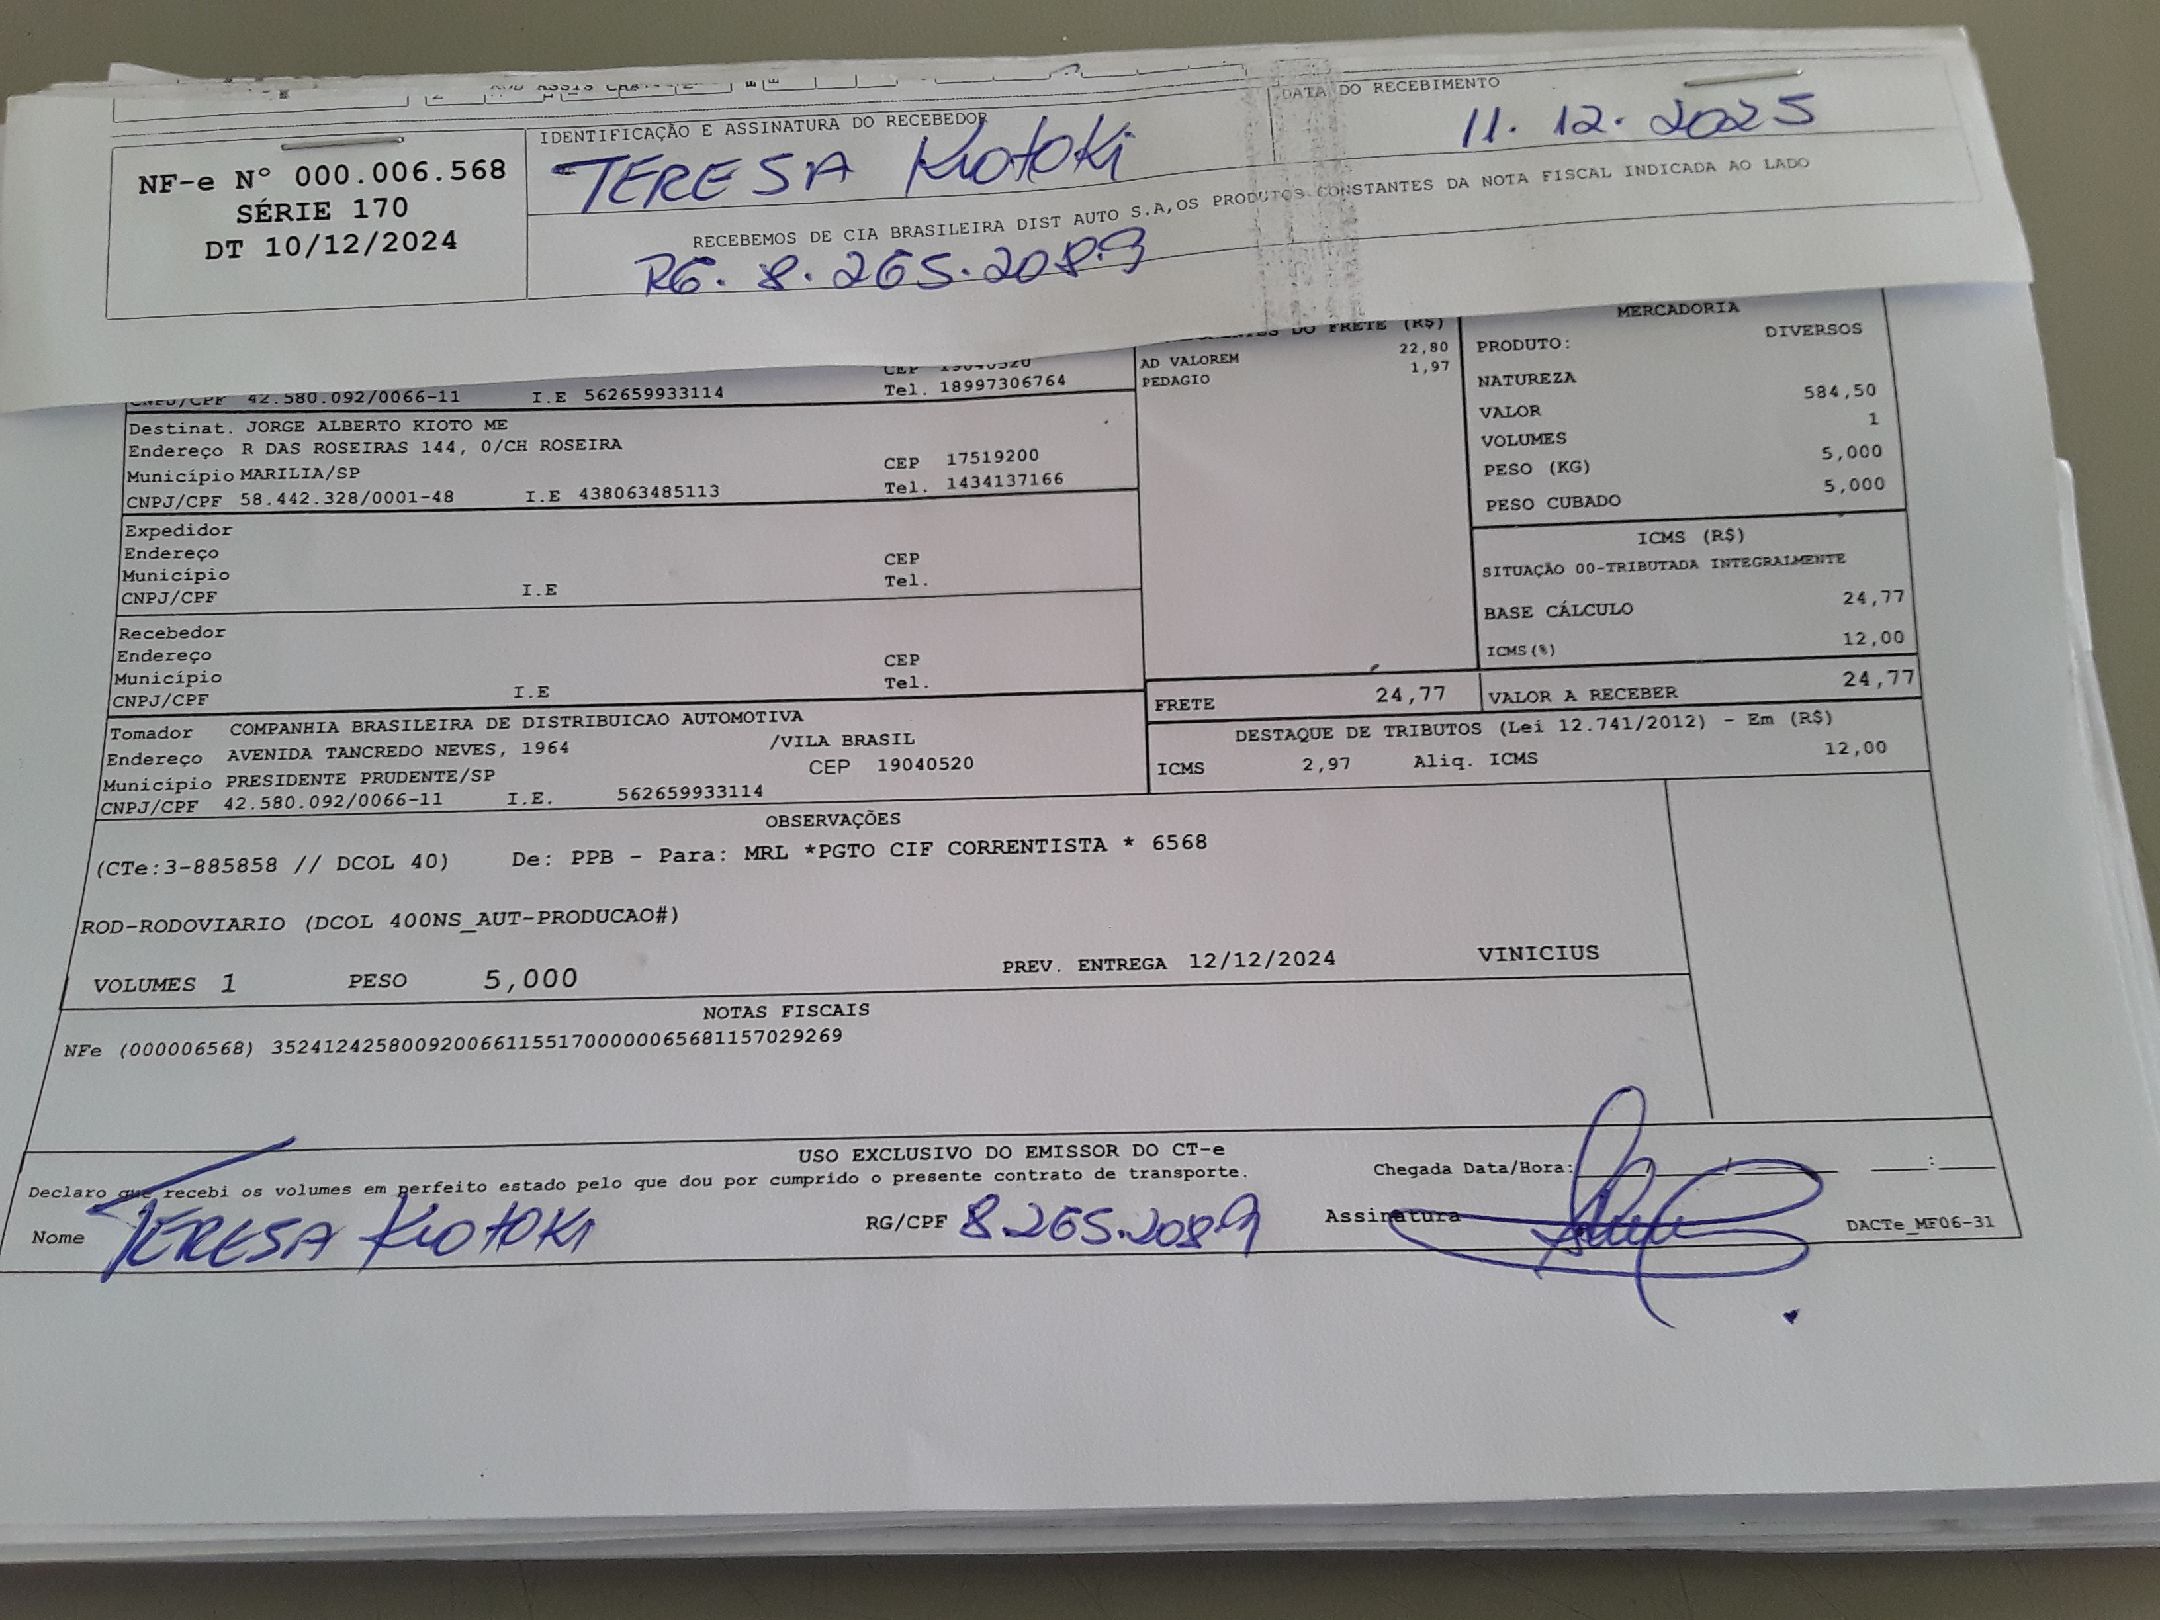 NF-e Nº 000.006.568
SÉRIE 170
DT 10/12/2024
IDENTIFICAÇÃO E ASSINATURA DO RECEBEDOR
TERESA Kiotoki
DATA DO RECEBIMENTO
11. 12. 2025
RECEBEMOS DE CIA BRASILEIRA DIST AUTO S.A,OS PRODUTOS CONSTANTES DA NOTA FISCAL INDICADA AO LADO
RG. 8.265.208-9
CEP 19040520
CNPJ/CPF 42.580.092/0066-11 I.E 562659933114 Tel. 18997306764
Destinat. JORGE ALBERTO KIOTO ME
Endereço R DAS ROSEIRAS 144, 0/CH ROSEIRA
Município MARILIA/SP CEP 17519200
CNPJ/CPF 58.442.328/0001-48 I.E 438063485113 Tel. 1434137166
Expedidor
Endereço
Município CEP
CNPJ/CPF I.E Tel.
Recebedor
Endereço
Município CEP
CNPJ/CPF I.E Tel.
Tomador COMPANHIA BRASILEIRA DE DISTRIBUICAO AUTOMOTIVA
Endereço AVENIDA TANCREDO NEVES, 1964 /VILA BRASIL
Município PRESIDENTE PRUDENTE/SP CEP 19040520
CNPJ/CPF 42.580.092/0066-11 I.E. 562659933114
DO FRETE (R$)
AD VALOREM 22,80
PEDAGIO 1,97
MERCADORIA
PRODUTO: DIVERSOS
NATUREZA
VALOR 584,50
VOLUMES 1
PESO (KG) 5,000
PESO CUBADO 5,000
ICMS (R$)
SITUAÇÃO 00-TRIBUTADA INTEGRALMENTE
BASE CÁLCULO 24,77
ICMS(%) 12,00
FRETE 24,77 VALOR A RECEBER 24,77
DESTAQUE DE TRIBUTOS (Lei 12.741/2012) - Em (R$)
ICMS 2,97 Aliq. ICMS 12,00
OBSERVAÇÕES
(CTe:3-885858 // DCOL 40) De: PPB - Para: MRL *PGTO CIF CORRENTISTA * 6568
ROD-RODOVIARIO (DCOL 400NS_AUT-PRODUCAO#)
VOLUMES 1 PESO 5,000 PREV. ENTREGA 12/12/2024 VINICIUS
NOTAS FISCAIS
NFe (000006568) 35241242580092006611551700000065681157029269
USO EXCLUSIVO DO EMISSOR DO CT-e
Declaro que recebi os volumes em perfeito estado pelo que dou por cumprido o presente contrato de transporte.
Chegada Data/Hora: / :
Nome TERESA Kiotoki RG/CPF 8.265.208-9 Assinatura DACTe_MF06-31